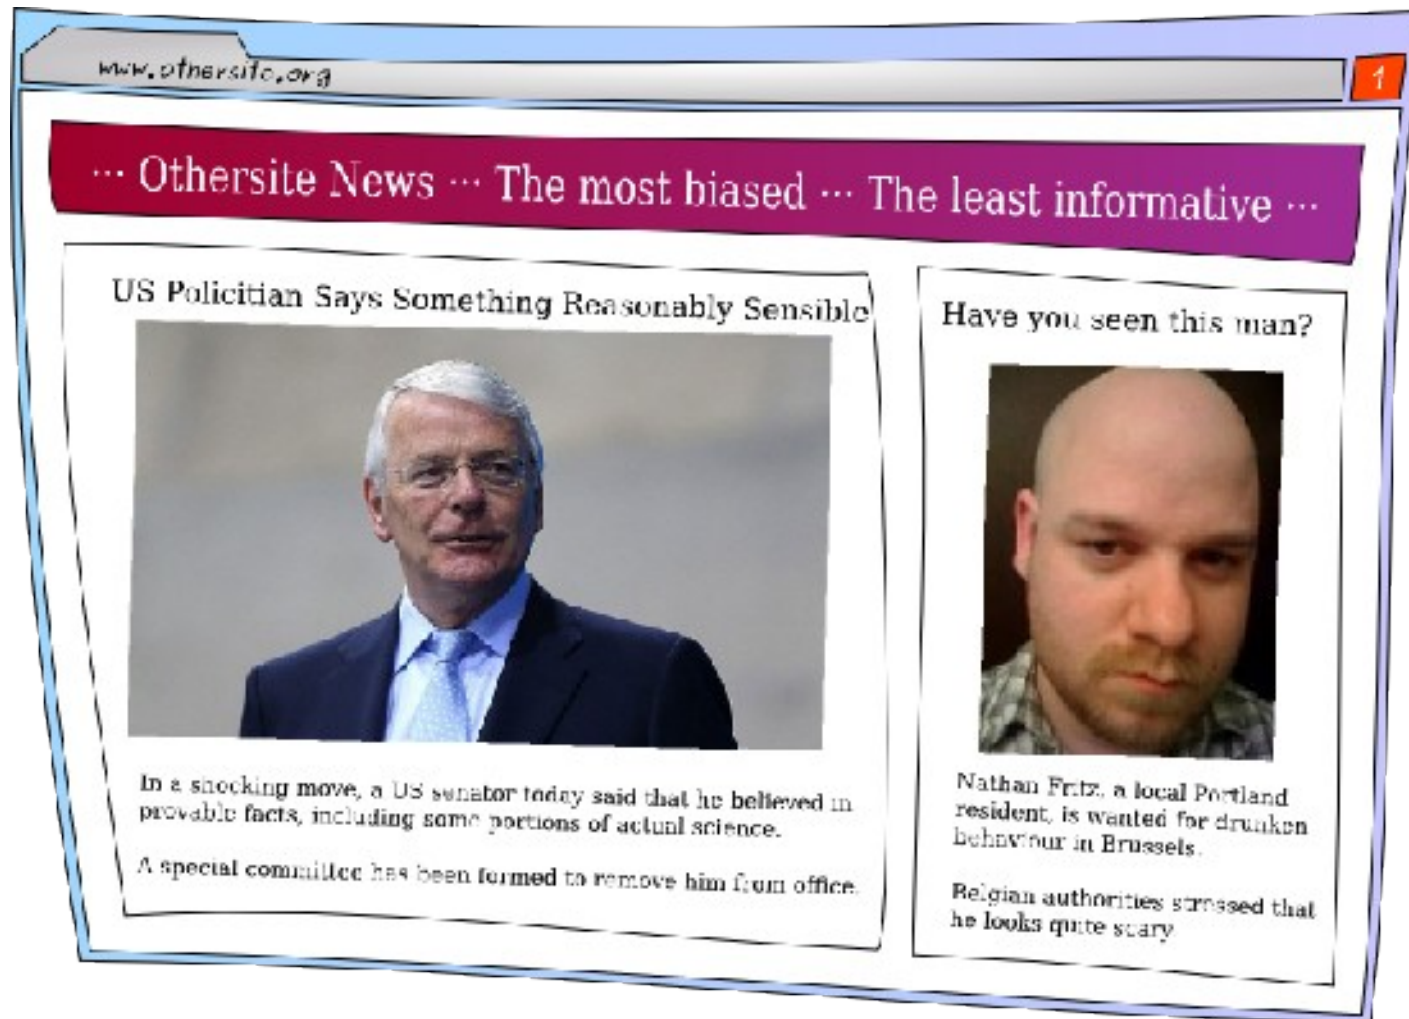 www.othersite.org
1
··· Othersite News ··· The most biased ··· The least informative ···
US Policitian Says Something Reasonably Sensible
In a shocking move, a US senator today said that he believed in
provable facts, including some portions of actual science.
A special committee has been formed to remove him from office.
Have you seen this man?
Nathan Fritz, a local Portland
resident, is wanted for drunken
behaviour in Brussels.
Belgian authorities stressed that
he looks quite scary